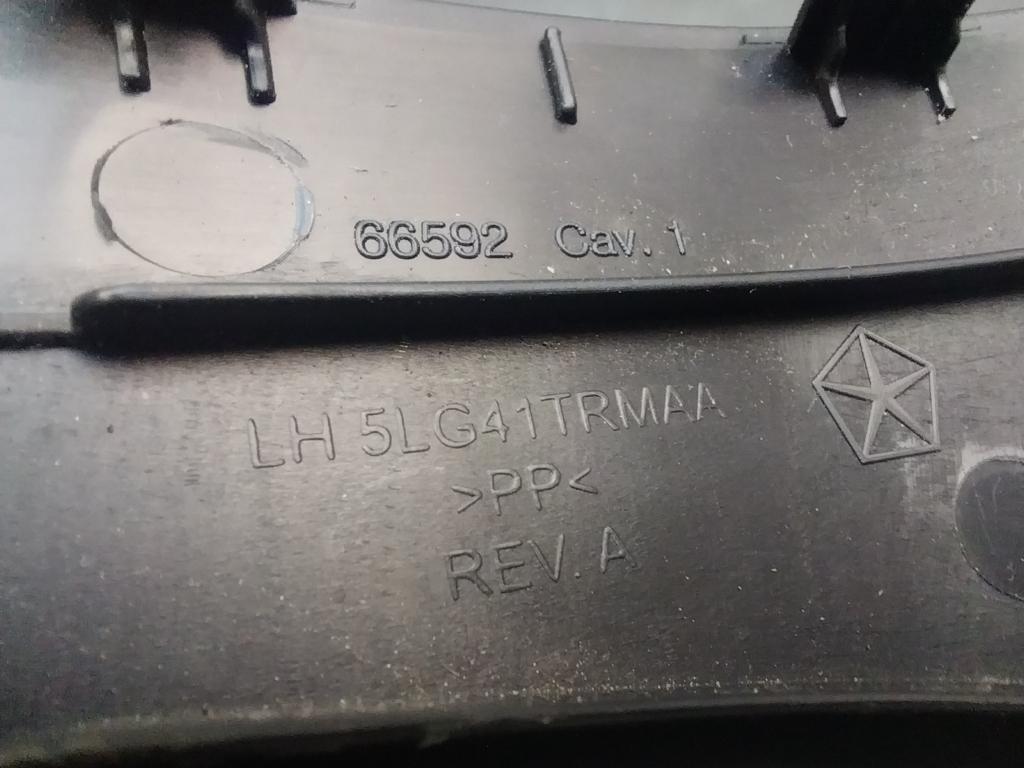 66592 Cav. 1
LH 5LG41TRMAA
>PP<
REV. A